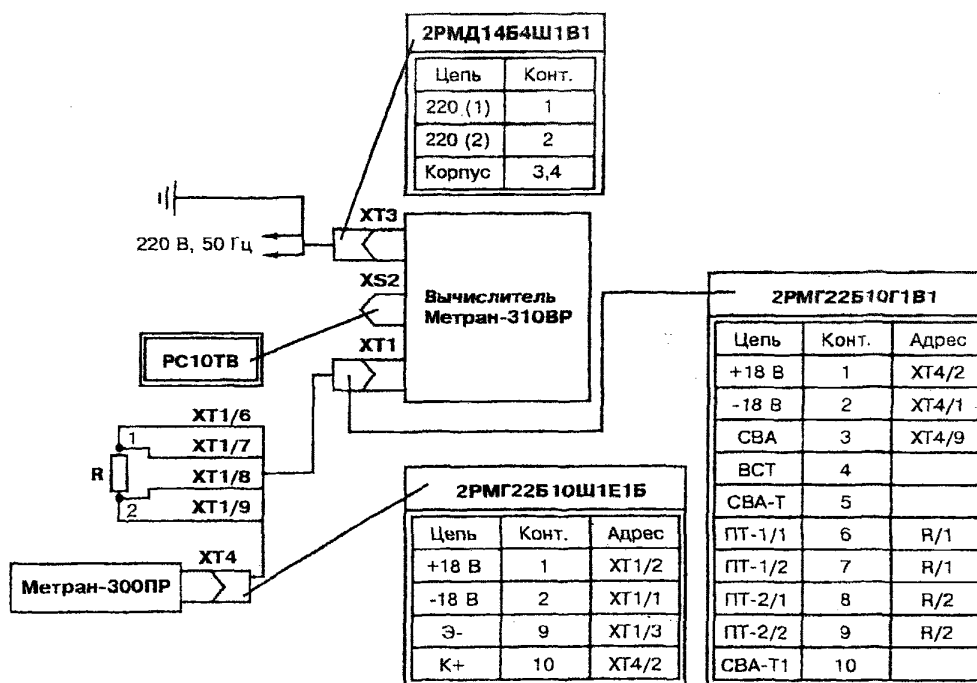 2РМД14Б4Ш1В1
Цепь Конт.
220 (1) 1
220 (2) 2
Корпус 3,4
220 В, 50 Гц
XT3
XS2
XT1
Вычислитель
Метран-310ВР
РС10ТВ
XT1/6
1
XT1/7
R
XT1/8
XT1/9
2
XT4
Метран-300ПР
2РМГ22Б10Ш1Е1Б
Цепь Конт. Адрес
+18 В 1 XT1/2
-18 В 2 XT1/1
Э- 9 XT1/3
К+ 10 XT4/2
2РМГ22Б10Г1В1
Цепь Конт. Адрес
+18 В 1 XT4/2
-18 В 2 XT4/1
СВА 3 XT4/9
ВСТ 4
СВА-Т 5
ПТ-1/1 6 R/1
ПТ-1/2 7 R/1
ПТ-2/1 8 R/2
ПТ-2/2 9 R/2
СВА-Т1 10